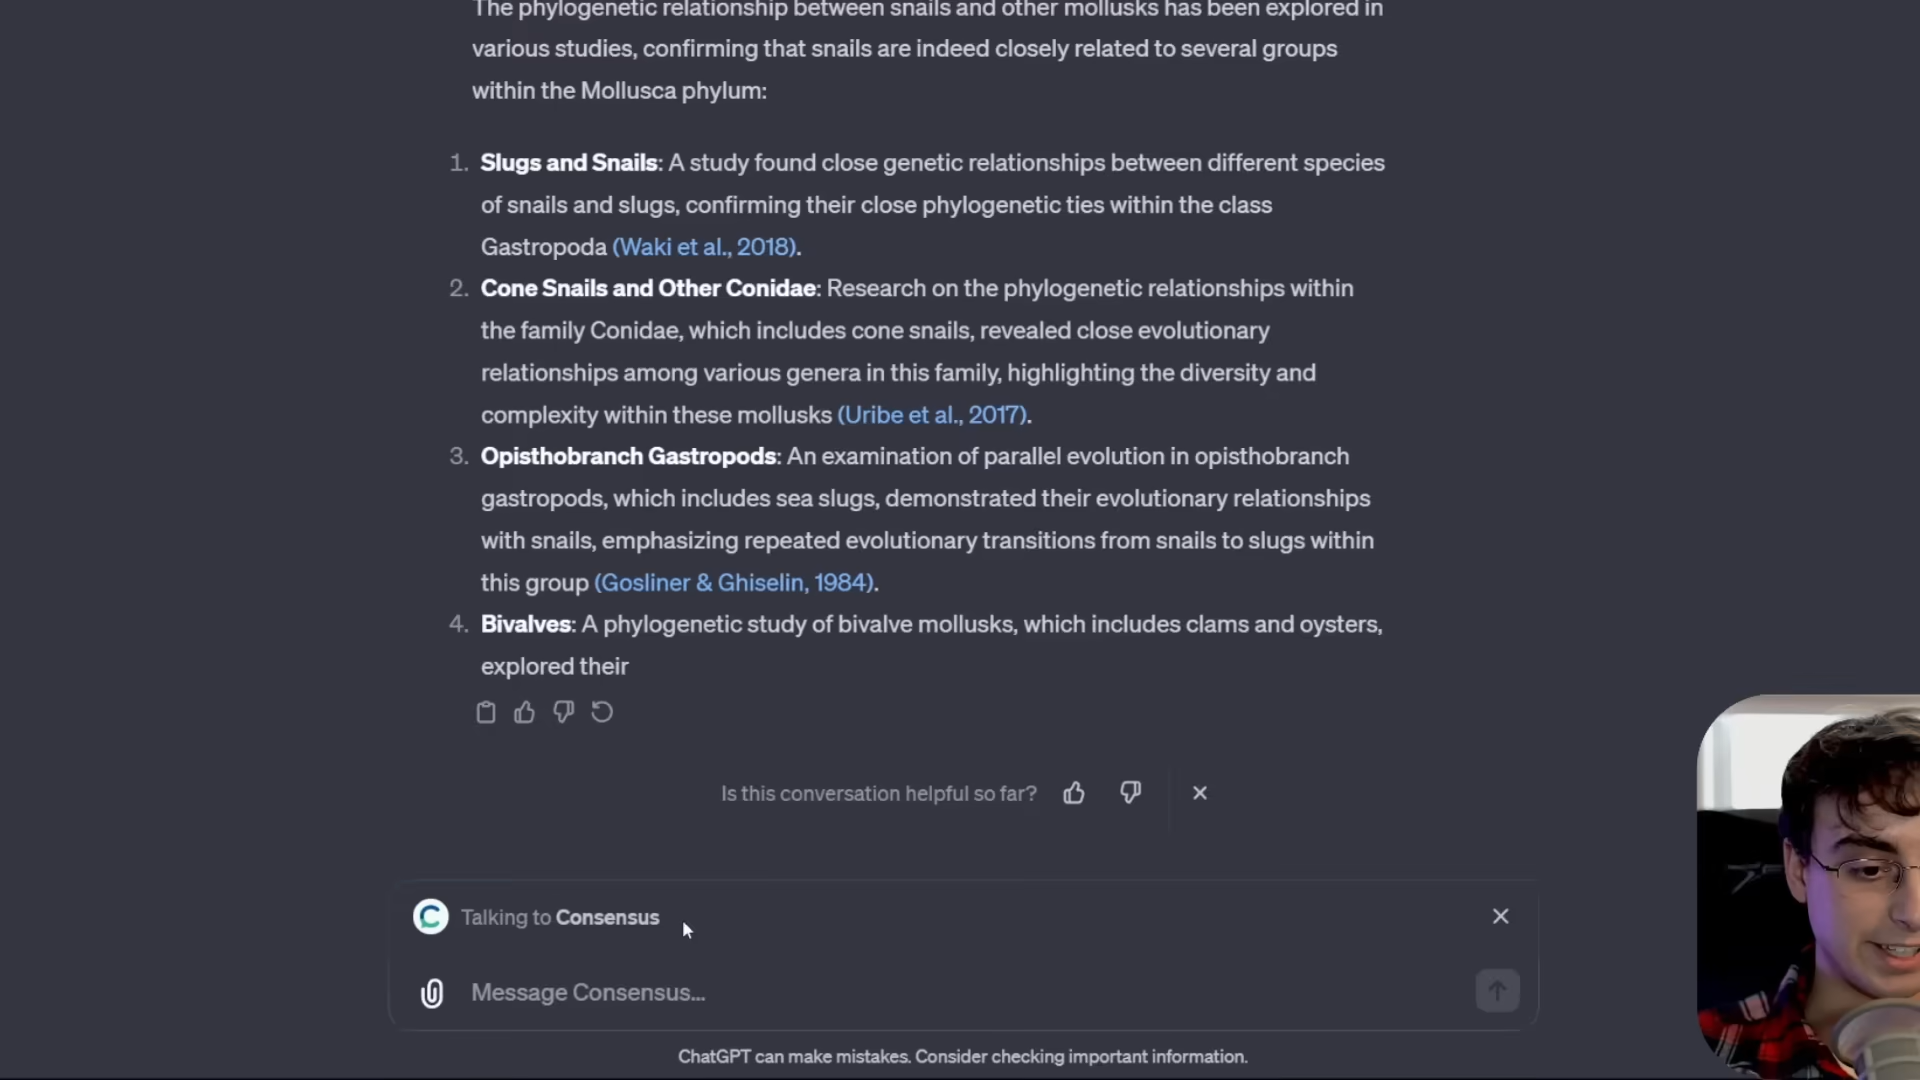 The phylogenetic relationship between snails and other mollusks has been explored in
various studies, confirming that snails are indeed closely related to several groups
within the Mollusca phylum:
1. Slugs and Snails: A study found close genetic relationships between different species
of snails and slugs, confirming their close phylogenetic ties within the class
Gastropoda (Waki et al., 2018).
2. Cone Snails and Other Conidae: Research on the phylogenetic relationships within
the family Conidae, which includes cone snails, revealed close evolutionary
relationships among various genera in this family, highlighting the diversity and
complexity within these mollusks (Uribe et al., 2017).
3. Opisthobranch Gastropods: An examination of parallel evolution in opisthobranch
gastropods, which includes sea slugs, demonstrated their evolutionary relationships
with snails, emphasizing repeated evolutionary transitions from snails to slugs within
this group (Gosliner & Ghiselin, 1984).
4. Bivalves: A phylogenetic study of bivalve mollusks, which includes clams and oysters,
explored their
Is this conversation helpful so far?
Talking to Consensus
Message Consensus...
ChatGPT can make mistakes. Consider checking important information.